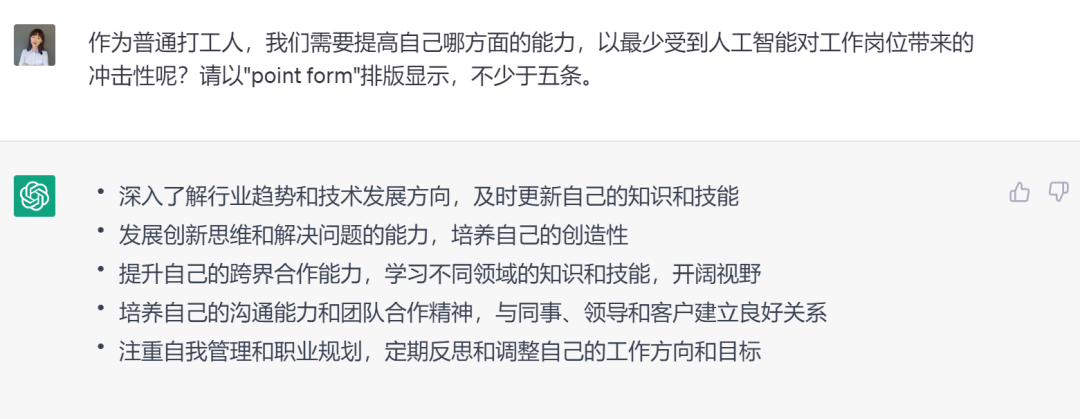 作为普通打工人，我们需要提高自己哪方面的能力，以最少受到人工智能对工作岗位带来的
冲击性呢？请以"point form"排版显示，不少于五条。
• 深入了解行业趋势和技术发展方向，及时更新自己的知识和技能
• 发展创新思维和解决问题的能力，培养自己的创造性
• 提升自己的跨界合作能力，学习不同领域的知识和技能，开阔视野
• 培养自己的沟通能力和团队合作精神，与同事、领导和客户建立良好关系
• 注重自我管理和职业规划，定期反思和调整自己的工作方向和目标